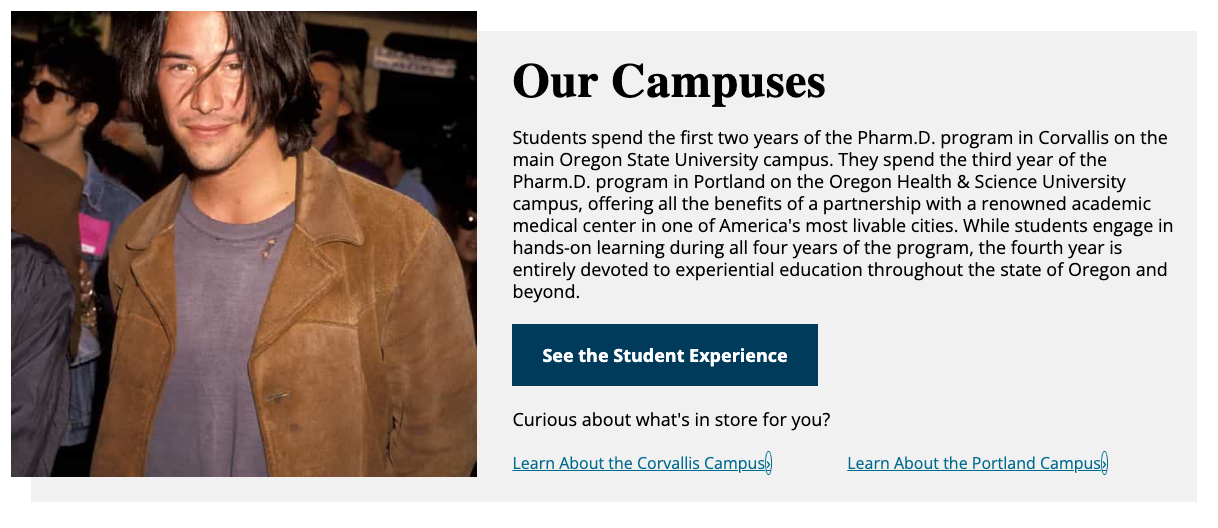 Our Campuses
Students spend the first two years of the Pharm.D. program in Corvallis on the
main Oregon State University campus. They spend the third year of the
Pharm.D. program in Portland on the Oregon Health & Science University
campus, offering all the benefits of a partnership with a renowned academic
medical center in one of America's most livable cities. While students engage in
hands-on learning during all four years of the program, the fourth year is
entirely devoted to experiential education throughout the state of Oregon and
beyond.
See the Student Experience
Curious about what's in store for you?
Learn About the Corvallis Campus› Learn About the Portland Campus›